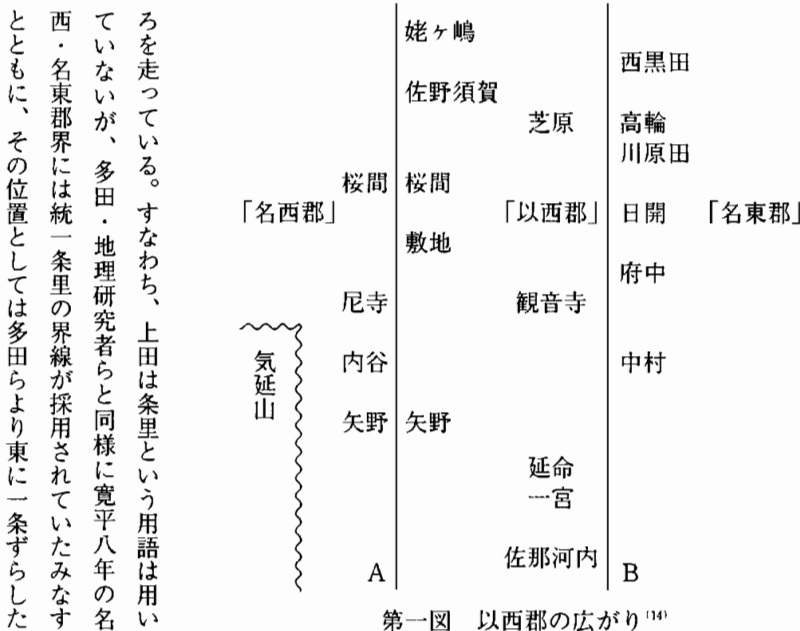 姥ヶ嶋
西黒田
佐野須賀
芝原 高輪
川原田
桜間 桜間
「名西郡」 「以西郡」 日開 「名東郡」
敷地
府中
尼寺 観音寺
気延山
内谷 中村
矢野 矢野
延命
一宮
佐那河内
A B
第一図 以西郡の広がり(14)
ろを走っている。すなわち、上田は条里という用語は用い
ていないが、多田・地理研究者らと同様に寛平八年の名
西・名東郡界には統一条里の界線が採用されていたみなす
とともに、その位置としては多田らより東に一条ずらした